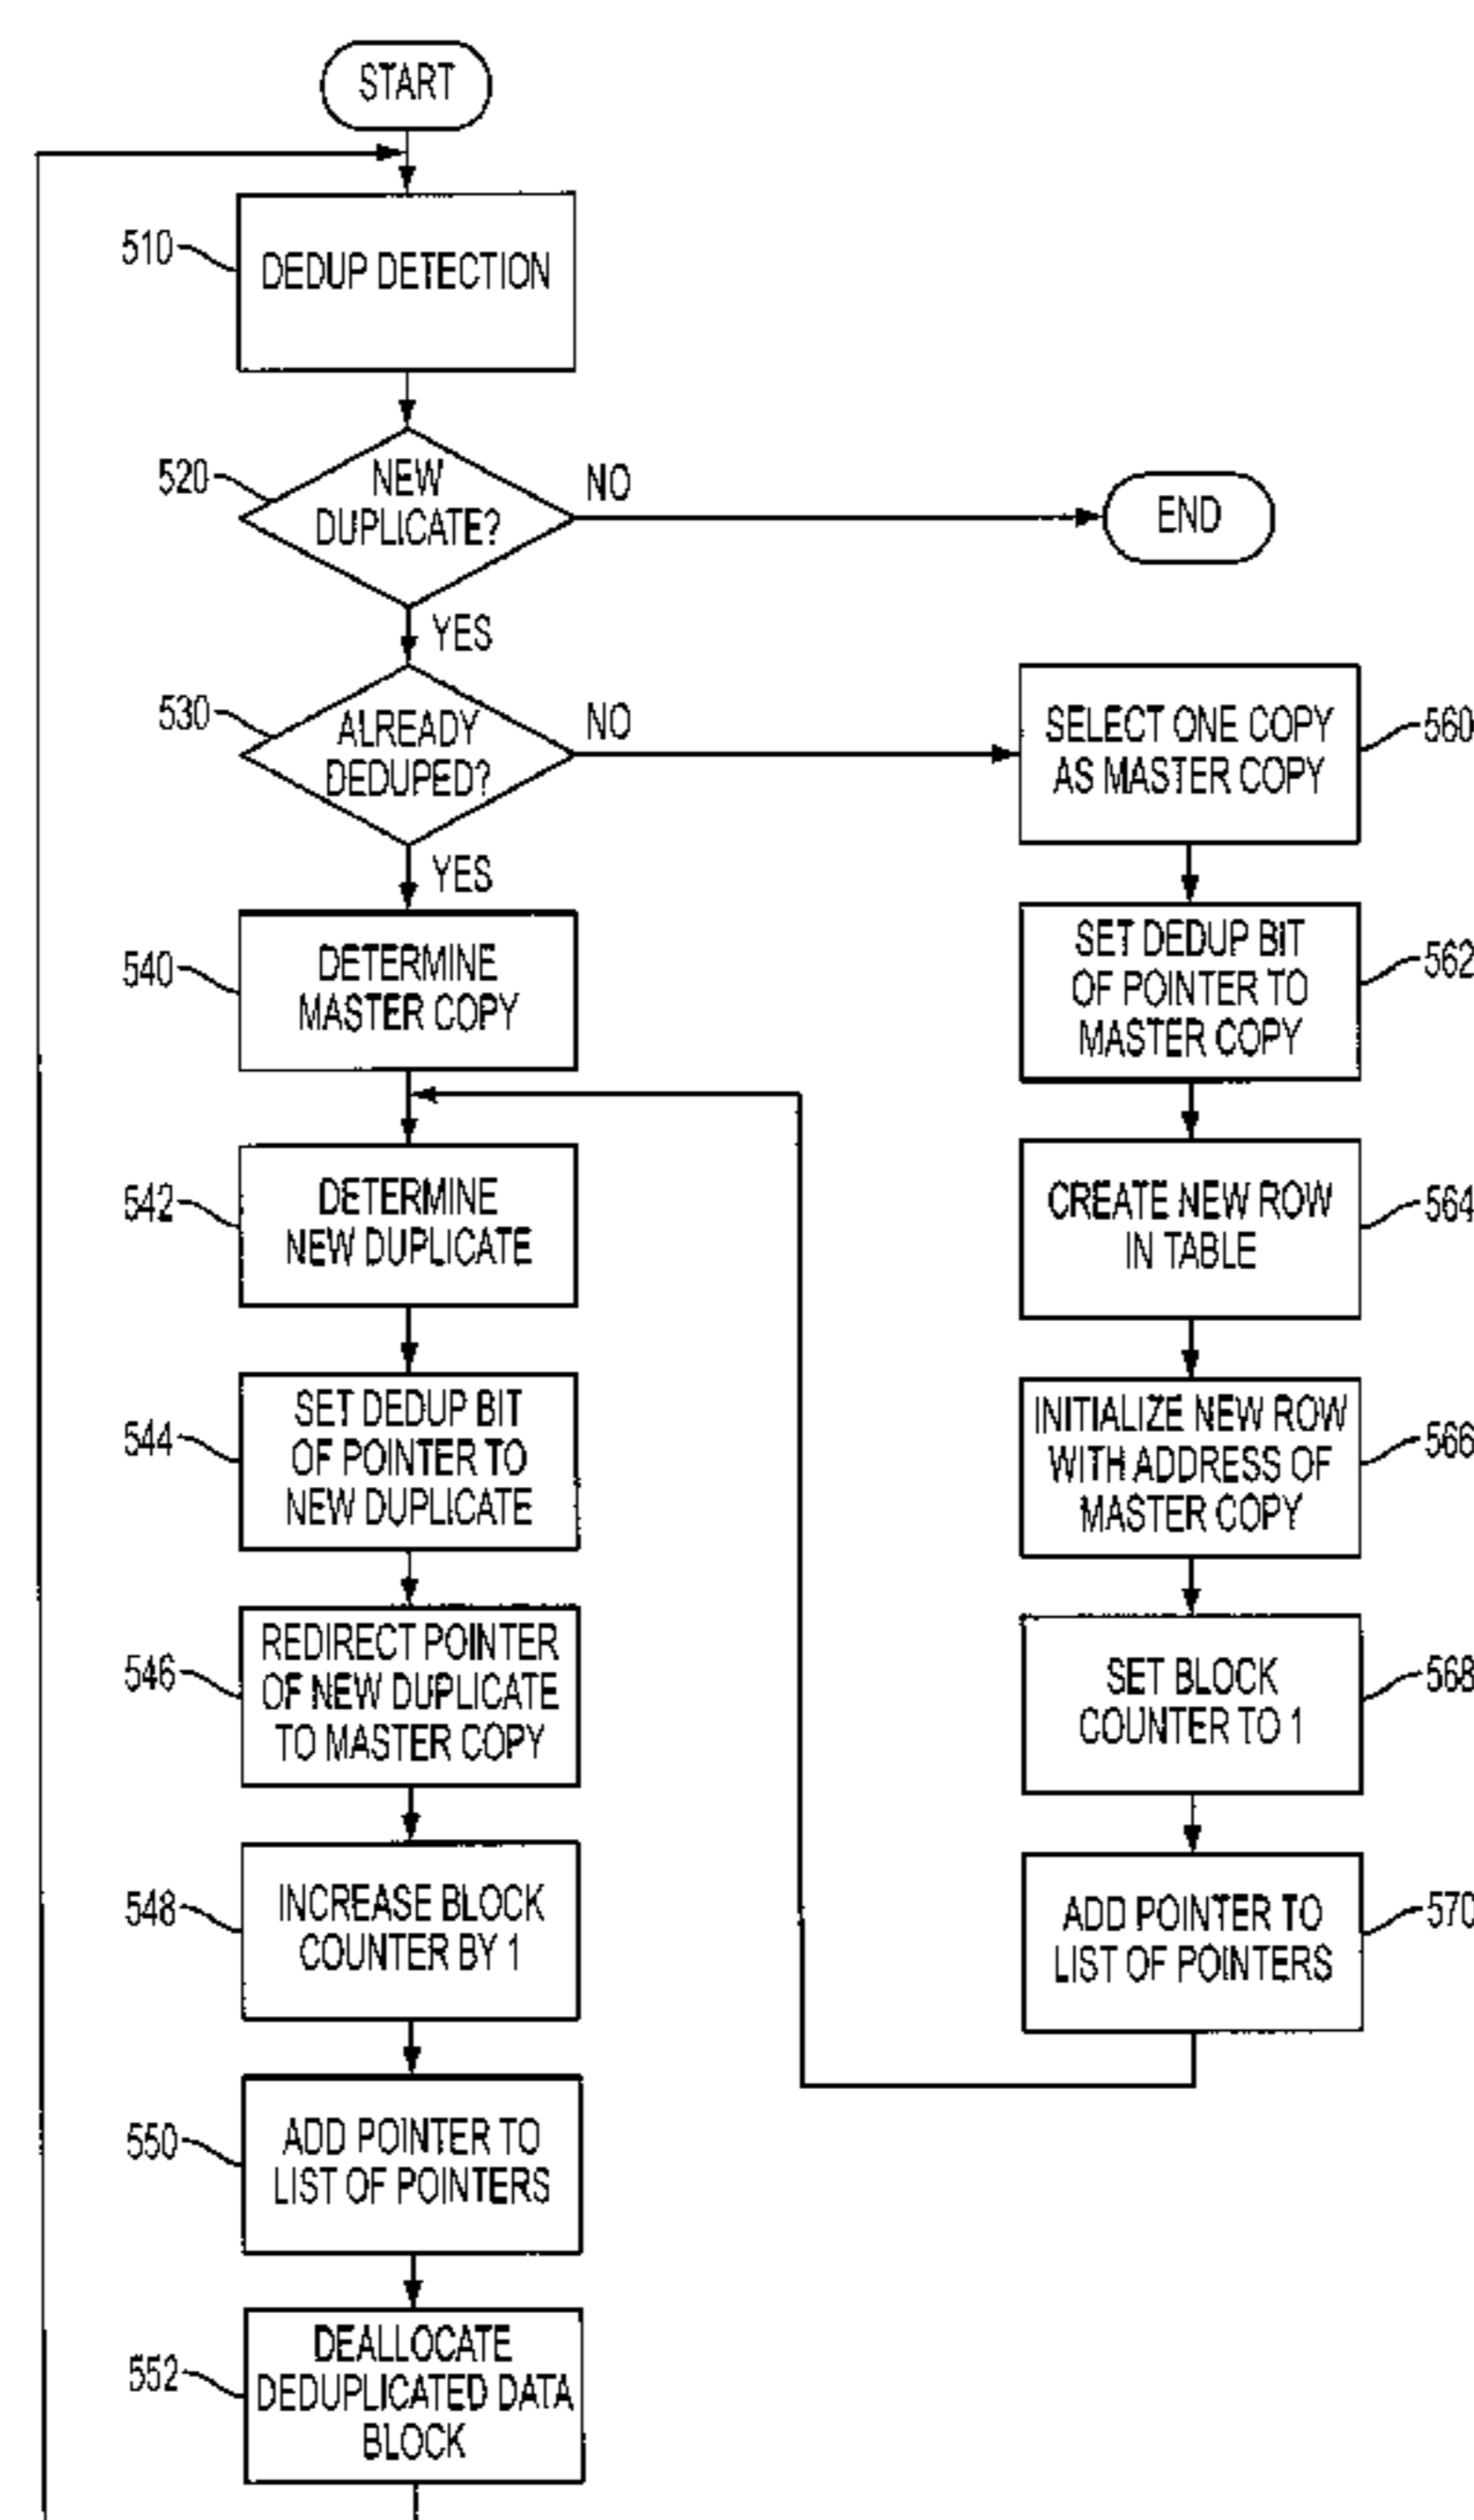 START
510
DEDUP DETECTION
520
NEW
DUPLICATE?
NO
END
YES
530
ALREADY
DEDUPED?
NO
YES
540
DETERMINE
MASTER COPY
542
DETERMINE
NEW DUPLICATE
544
SET DEDUP BIT
OF POINTER TO
NEW DUPLICATE
546
REDIRECT POINTER
OF NEW DUPLICATE
TO MASTER COPY
548
INCREASE BLOCK
COUNTER BY 1
550
ADD POINTER TO
LIST OF POINTERS
552
DEALLOCATE
DEDUPLICATED DATA
BLOCK
SELECT ONE COPY
AS MASTER COPY
560
SET DEDUP BIT
OF POINTER TO
MASTER COPY
562
CREATE NEW ROW
IN TABLE
564
INITIALIZE NEW ROW
WITH ADDRESS OF
MASTER COPY
566
SET BLOCK
COUNTER TO 1
568
ADD POINTER TO
LIST OF POINTERS
570